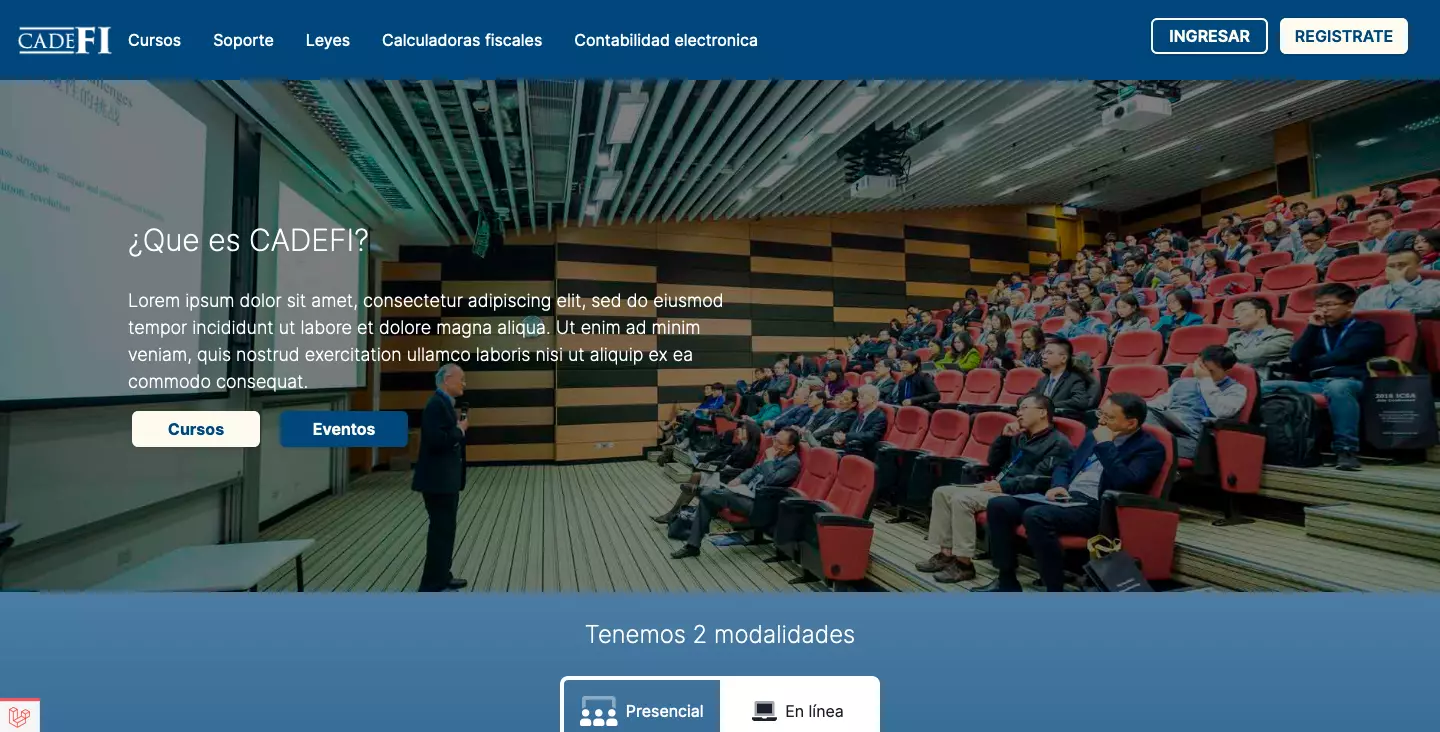 CADEFI
Cursos
Soporte
Leyes
Calculadoras fiscales
Contabilidad electronica
INGRESAR
REGISTRATE
¿Que es CADEFI?
Lorem ipsum dolor sit amet, consectetur adipiscing elit, sed do eiusmod
tempor incididunt ut labore et dolore magna aliqua. Ut enim ad minim
veniam, quis nostrud exercitation ullamco laboris nisi ut aliquip ex ea
commodo consequat.
Cursos
Eventos
2016 ICSA
Tenemos 2 modalidades
Presencial
En línea